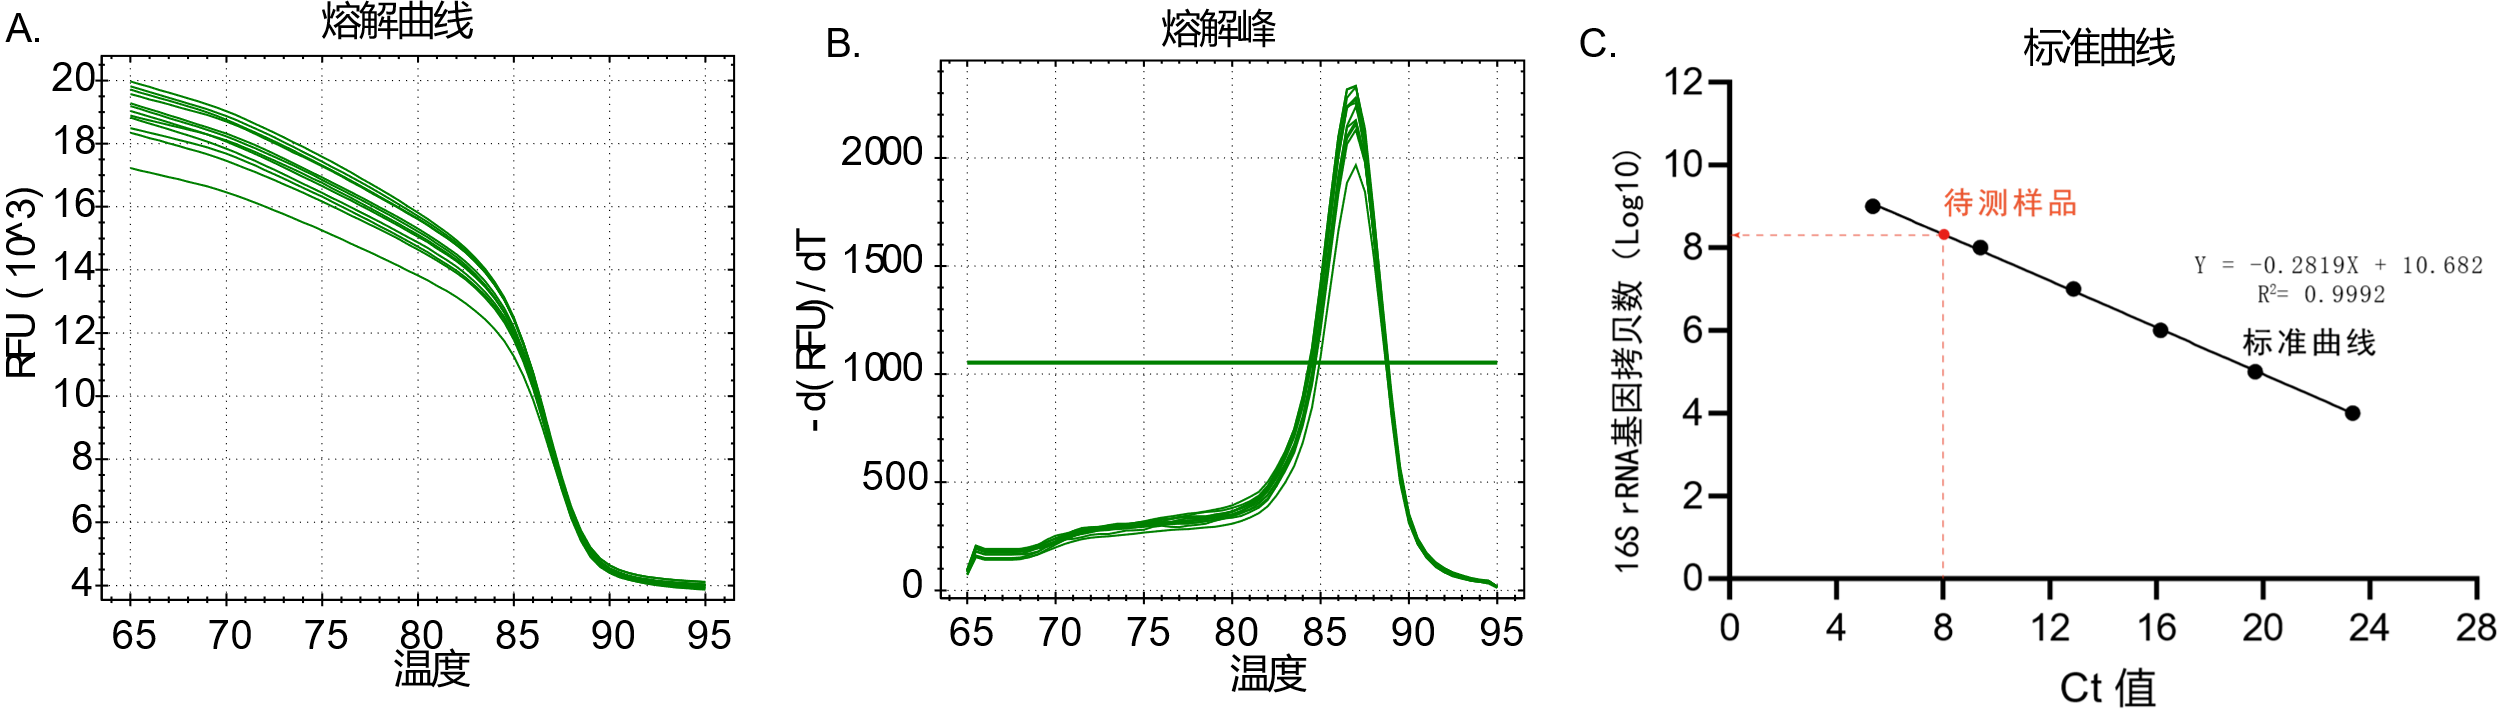 A.
熔解曲线
20
18
16
14
12
10
8
6
4
RFU ( 10^3)
65 70 75 80 85 90 95
温度
B.
熔解峰
2000
1500
1000
500
0
- d( RFU) / dT
65 70 75 80 85 90 95
温度
C.
标准曲线
12
10
8
6
4
2
0
16S rRNA基因拷贝数 (Log10)
待测样品
Y = -0.2819X + 10.682
R²= 0.9992
标准曲线
0 4 8 12 16 20 24 28
Ct 值